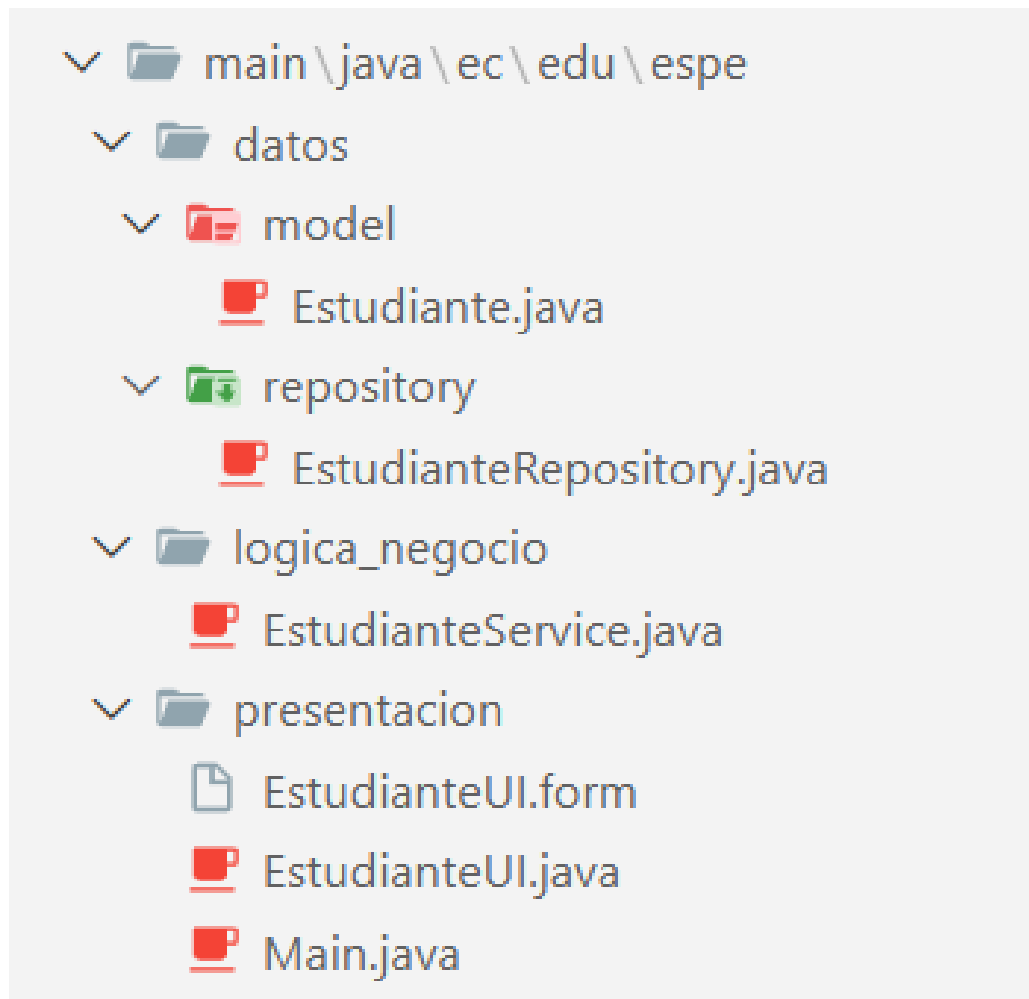 main\java\ec\edu\espe
datos
model
Estudiante.java
repository
EstudianteRepository.java
logica_negocio
EstudianteService.java
presentacion
EstudianteUI.form
EstudianteUI.java
Main.java